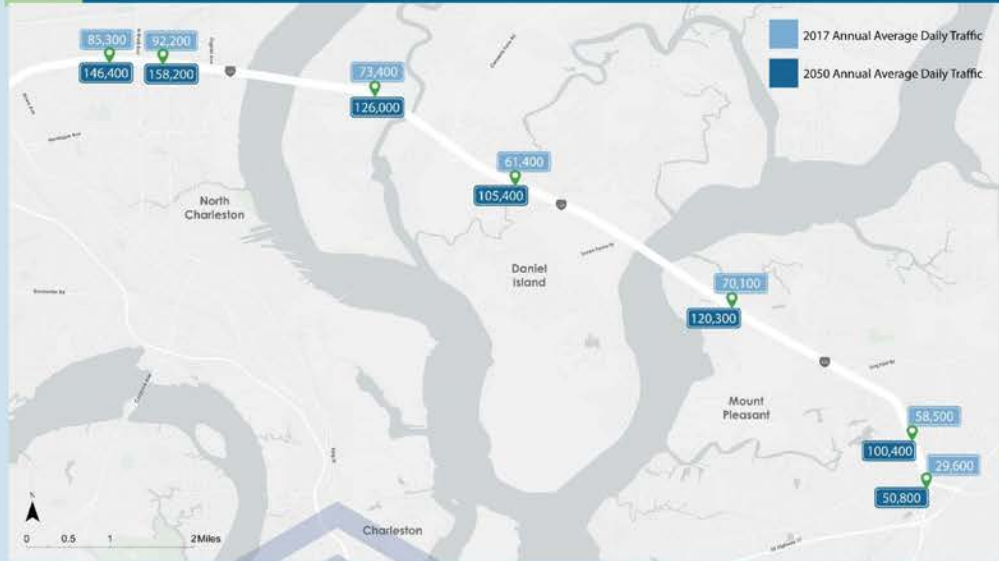 2017 Annual Average Daily Traffic
2050 Annual Average Daily Traffic
85,300
92,200
146,400
158,200
73,400
126,000
61,400
105,400
North
Charleston
Daniel
Island
70,100
120,300
Mount
Pleasant
58,500
100,400
29,600
50,800
Charleston
N
0 0.5 1 2 Miles